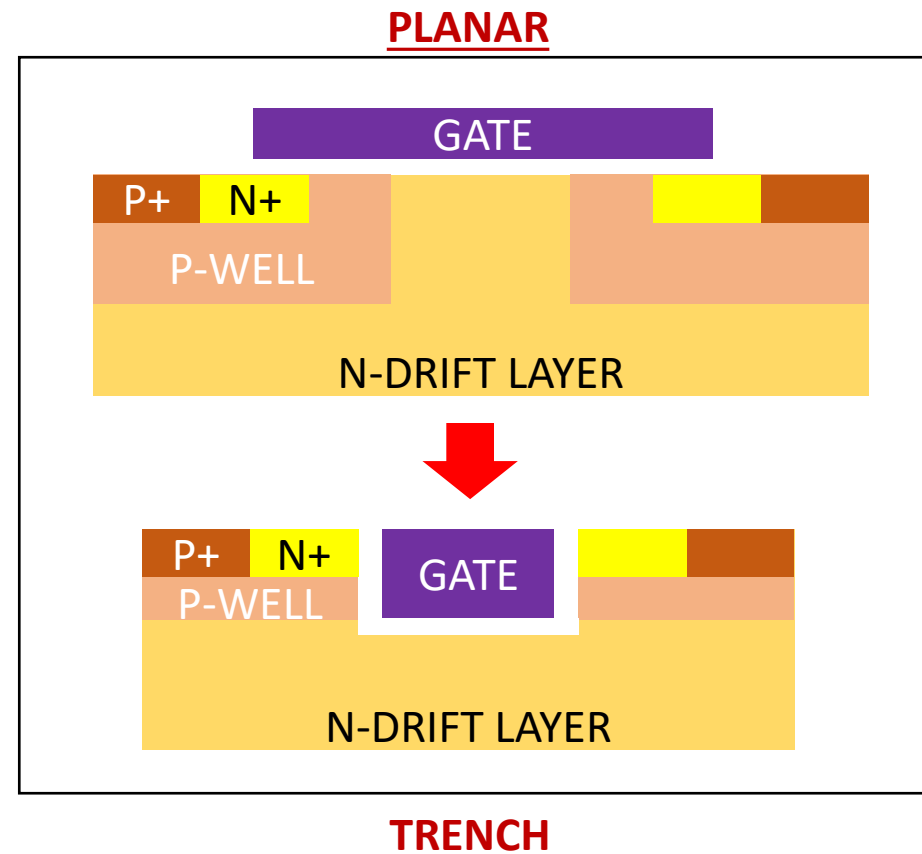 PLANAR
GATE
P+ N+
P-WELL
N-DRIFT LAYER
P+ N+ GATE
P-WELL
N-DRIFT LAYER
TRENCH